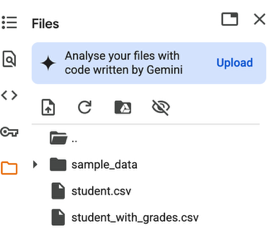 Files
Analyse your files with
code written by Gemini
Upload
..
sample_data
student.csv
student_with_grades.csv